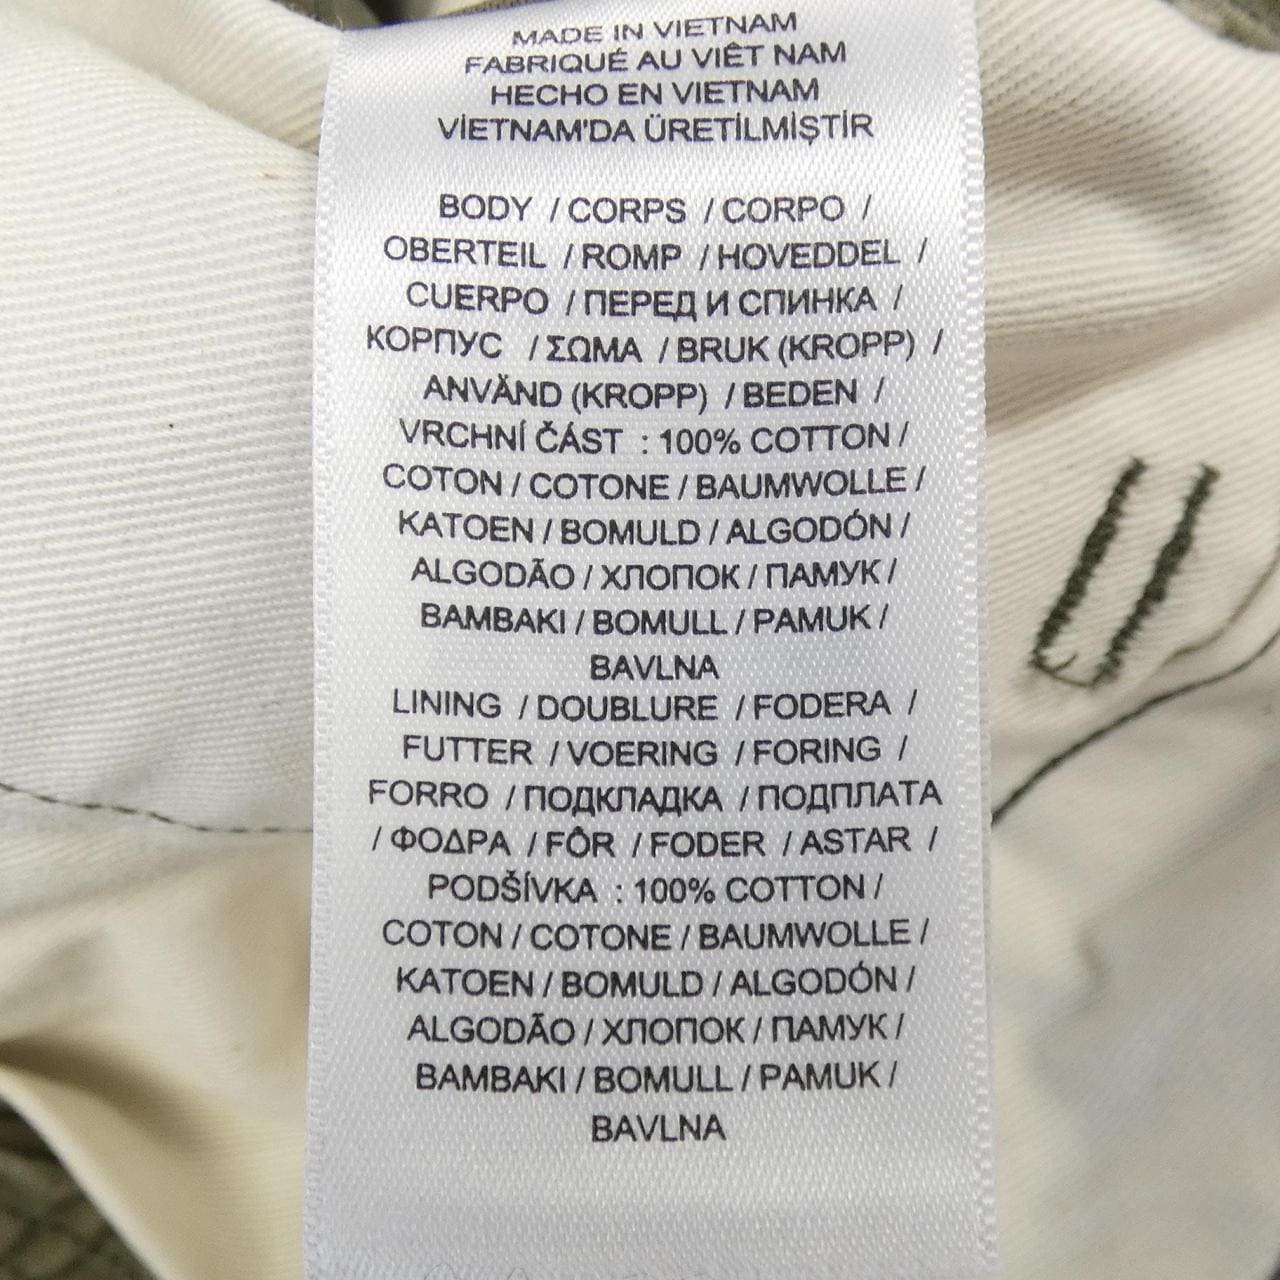 MADE IN VIETNAM
FABRIQUÉ AU VIÊT NAM
HECHO EN VIETNAM
VİETNAM'DA ÜRETİLMİŞTİR
BODY / CORPS / CORPO /
OBERTEIL / ROMP / HOVEDDEL /
CUERPO / ПЕРЕД И СПИНКА /
КОРПУС / ΣΩΜΑ / BRUK (KROPP) /
ANVÄND (KROPP) / BEDEN /
VRCHNÍ ČÁST : 100% COTTON /
COTON / COTONE / BAUMWOLLE /
KATOEN / BOMULD / ALGODÓN /
ALGODÃO / ХЛОПОК / ПАМУК /
BAMBAKI / BOMULL / PAMUK /
BAVLNA
LINING / DOUBLURE / FODERA /
FUTTER / VOERING / FORING /
FORRO / ПОДКЛАДКА / ПОДПЛАТА
/ ΦΟΔΡΑ / FÔR / FODER / ASTAR /
PODŠÍVKA : 100% COTTON /
COTON / COTONE / BAUMWOLLE /
KATOEN / BOMULD / ALGODÓN /
ALGODÃO / ХЛОПОК / ПАМУК /
BAMBAKI / BOMULL / PAMUK /
BAVLNA